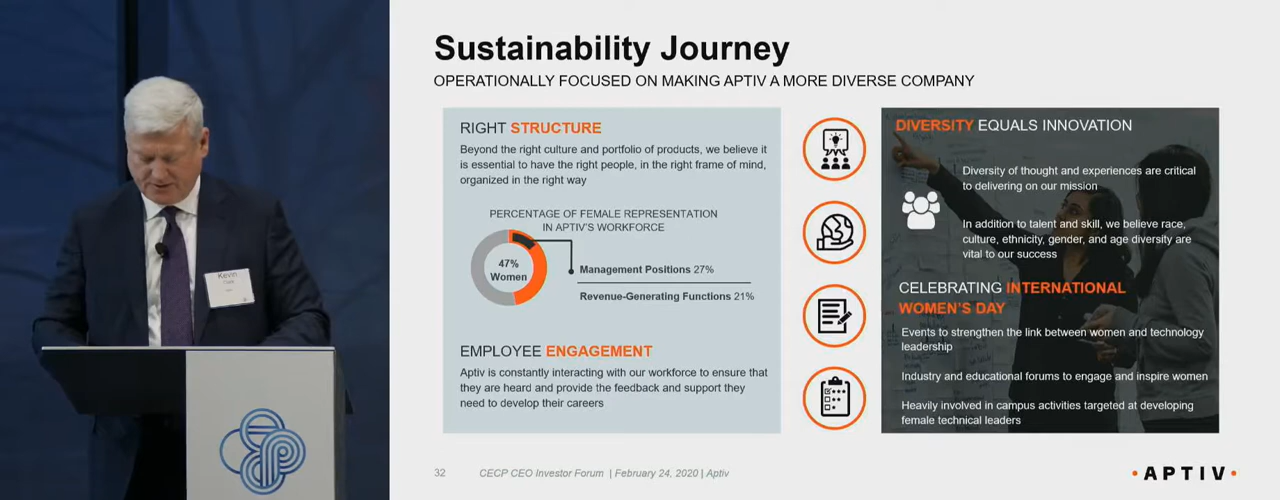 Kevin
Sustainability Journey
OPERATIONALLY FOCUSED ON MAKING APTIV A MORE DIVERSE COMPANY
RIGHT STRUCTURE
Beyond the right culture and portfolio of products, we believe it
is essential to have the right people, in the right frame of mind,
organized in the right way
PERCENTAGE OF FEMALE REPRESENTATION
IN APTIV'S WORKFORCE
47%
Women
Management Positions 27%
Revenue-Generating Functions 21%
EMPLOYEE ENGAGEMENT
Aptiv is constantly interacting with our workforce to ensure that
they are heard and provide the feedback and support they
need to develop their careers
DIVERSITY EQUALS INNOVATION
Diversity of thought and experiences are critical
to delivering on our mission
In addition to talent and skill, we believe race,
culture, ethnicity, gender, and age diversity are
vital to our success
CELEBRATING INTERNATIONAL
WOMEN'S DAY
Events to strengthen the link between women and technology
leadership
Industry and educational forums to engage and inspire women
Heavily involved in campus activities targeted at developing
female technical leaders
32
CECP CEO Investor Forum | February 24, 2020 | Aptiv
• APTIV •